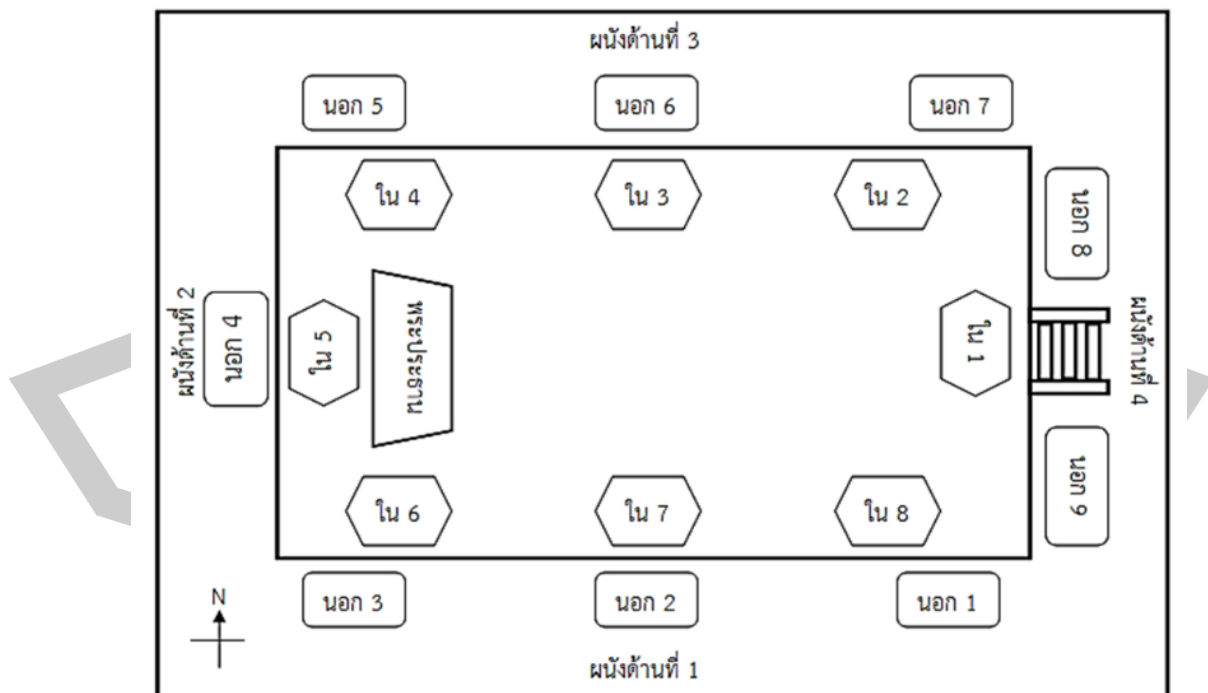 ผนังด้านที่ 3
นอก 5
นอก 6
นอก 7
ใน 4
ใน 3
ใน 2
นอก 8
ผนังด้านที่ 2
นอก 4
ใน 5
พระประธาน
ใน 1
ผนังด้านที่ 4
นอก 9
ใน 6
ใน 7
ใน 8
N
นอก 3
นอก 2
นอก 1
ผนังด้านที่ 1